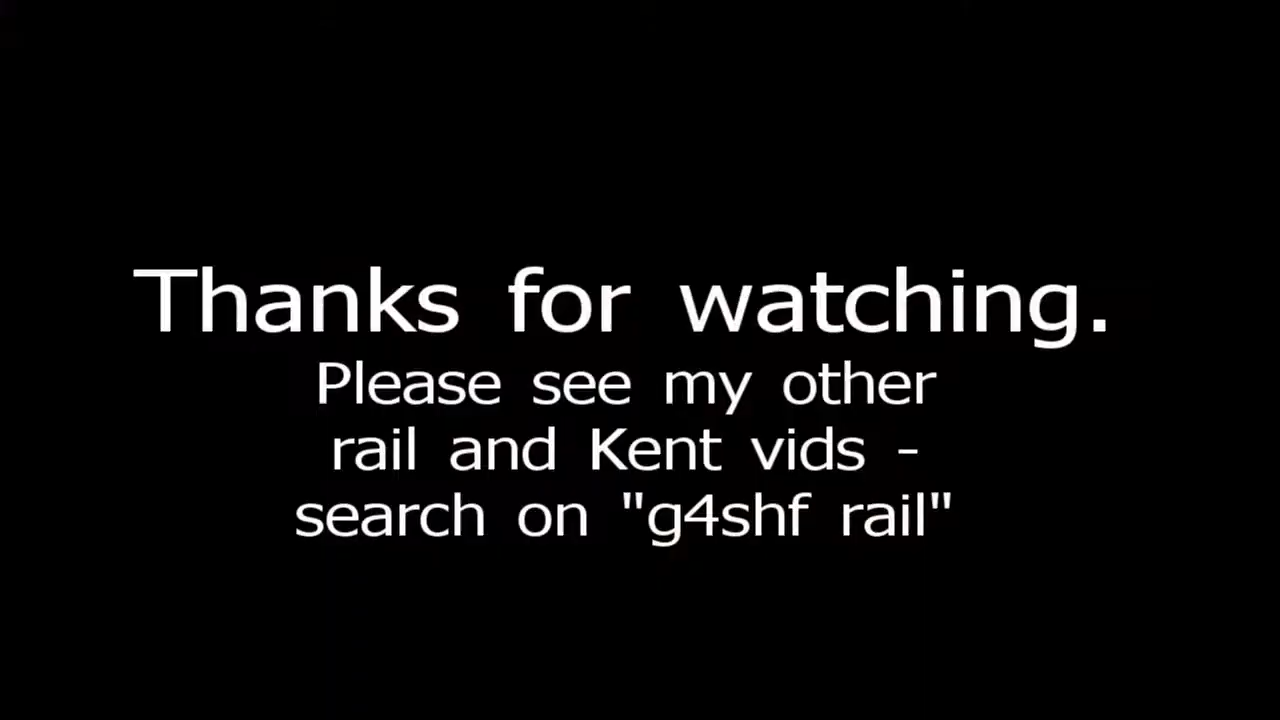 Thanks for watching.
Please see my other
rail and Kent vids -
search on "g4shf rail"